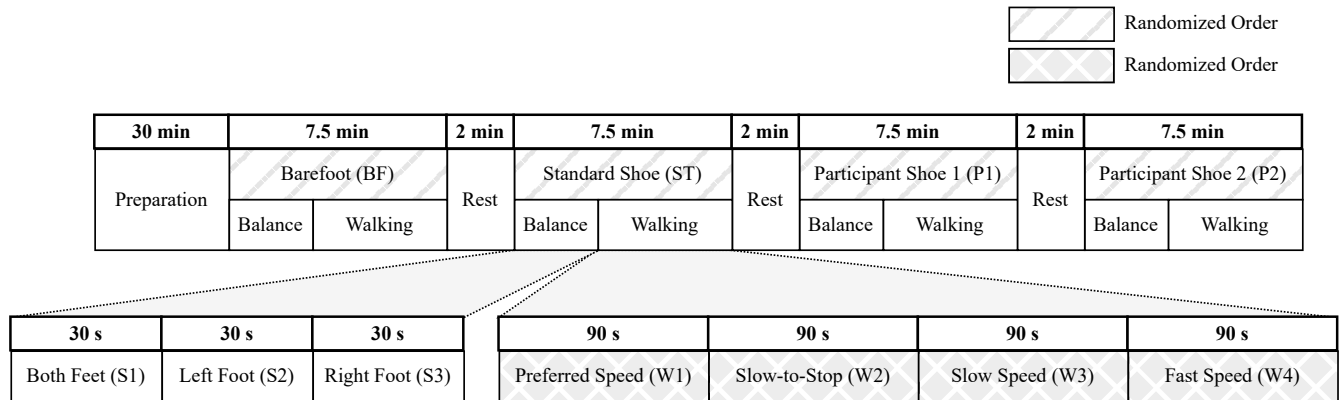 Randomized Order
Randomized Order
30 min 7.5 min 2 min 7.5 min 2 min 7.5 min 2 min 7.5 min
Barefoot (BF) Standard Shoe (ST) Participant Shoe 1 (P1) Participant Shoe 2 (P2)
Preparation Rest Rest Rest
Balance Walking Balance Walking Balance Walking Balance Walking
30 s 30 s 30 s 90 s 90 s 90 s 90 s
Both Feet (S1) Left Foot (S2) Right Foot (S3) Preferred Speed (W1) Slow-to-Stop (W2) Slow Speed (W3) Fast Speed (W4)